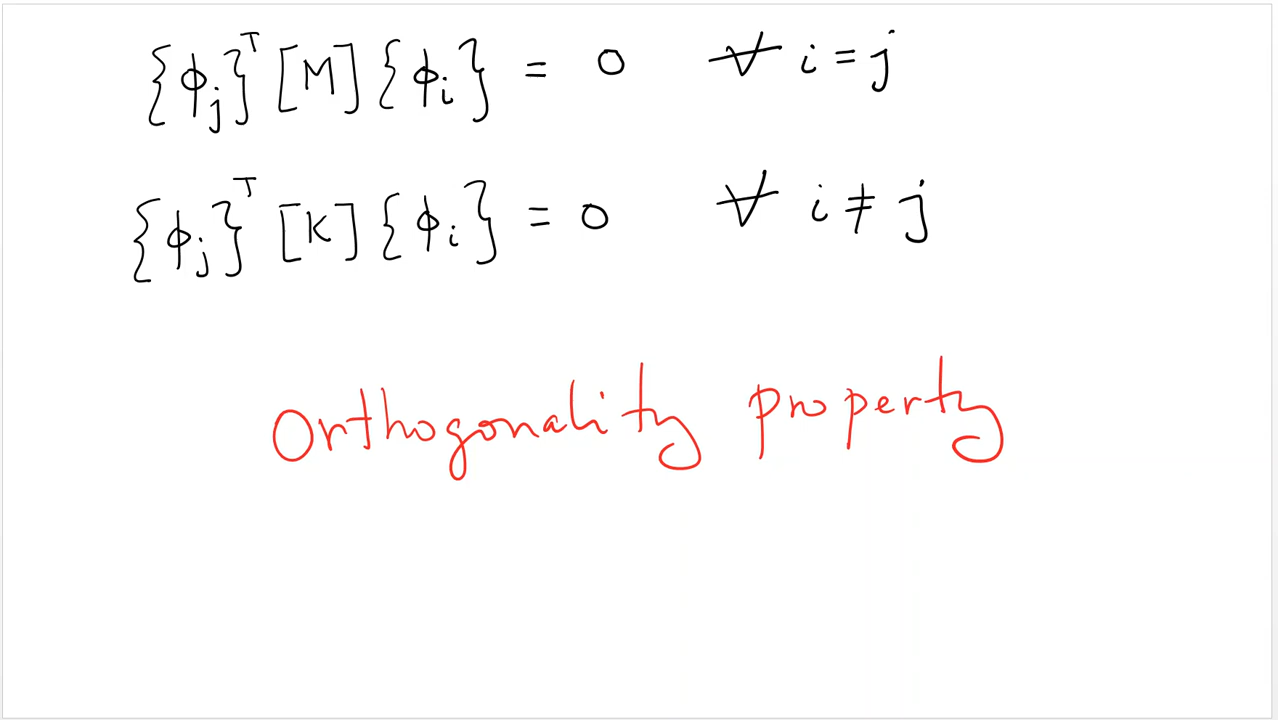 {ϕⱼ}ᵀ [M] {ϕᵢ} = 0 ∀ i = j
{ϕⱼ}ᵀ [K] {ϕᵢ} = 0 ∀ i ≠ j
Orthogonality property